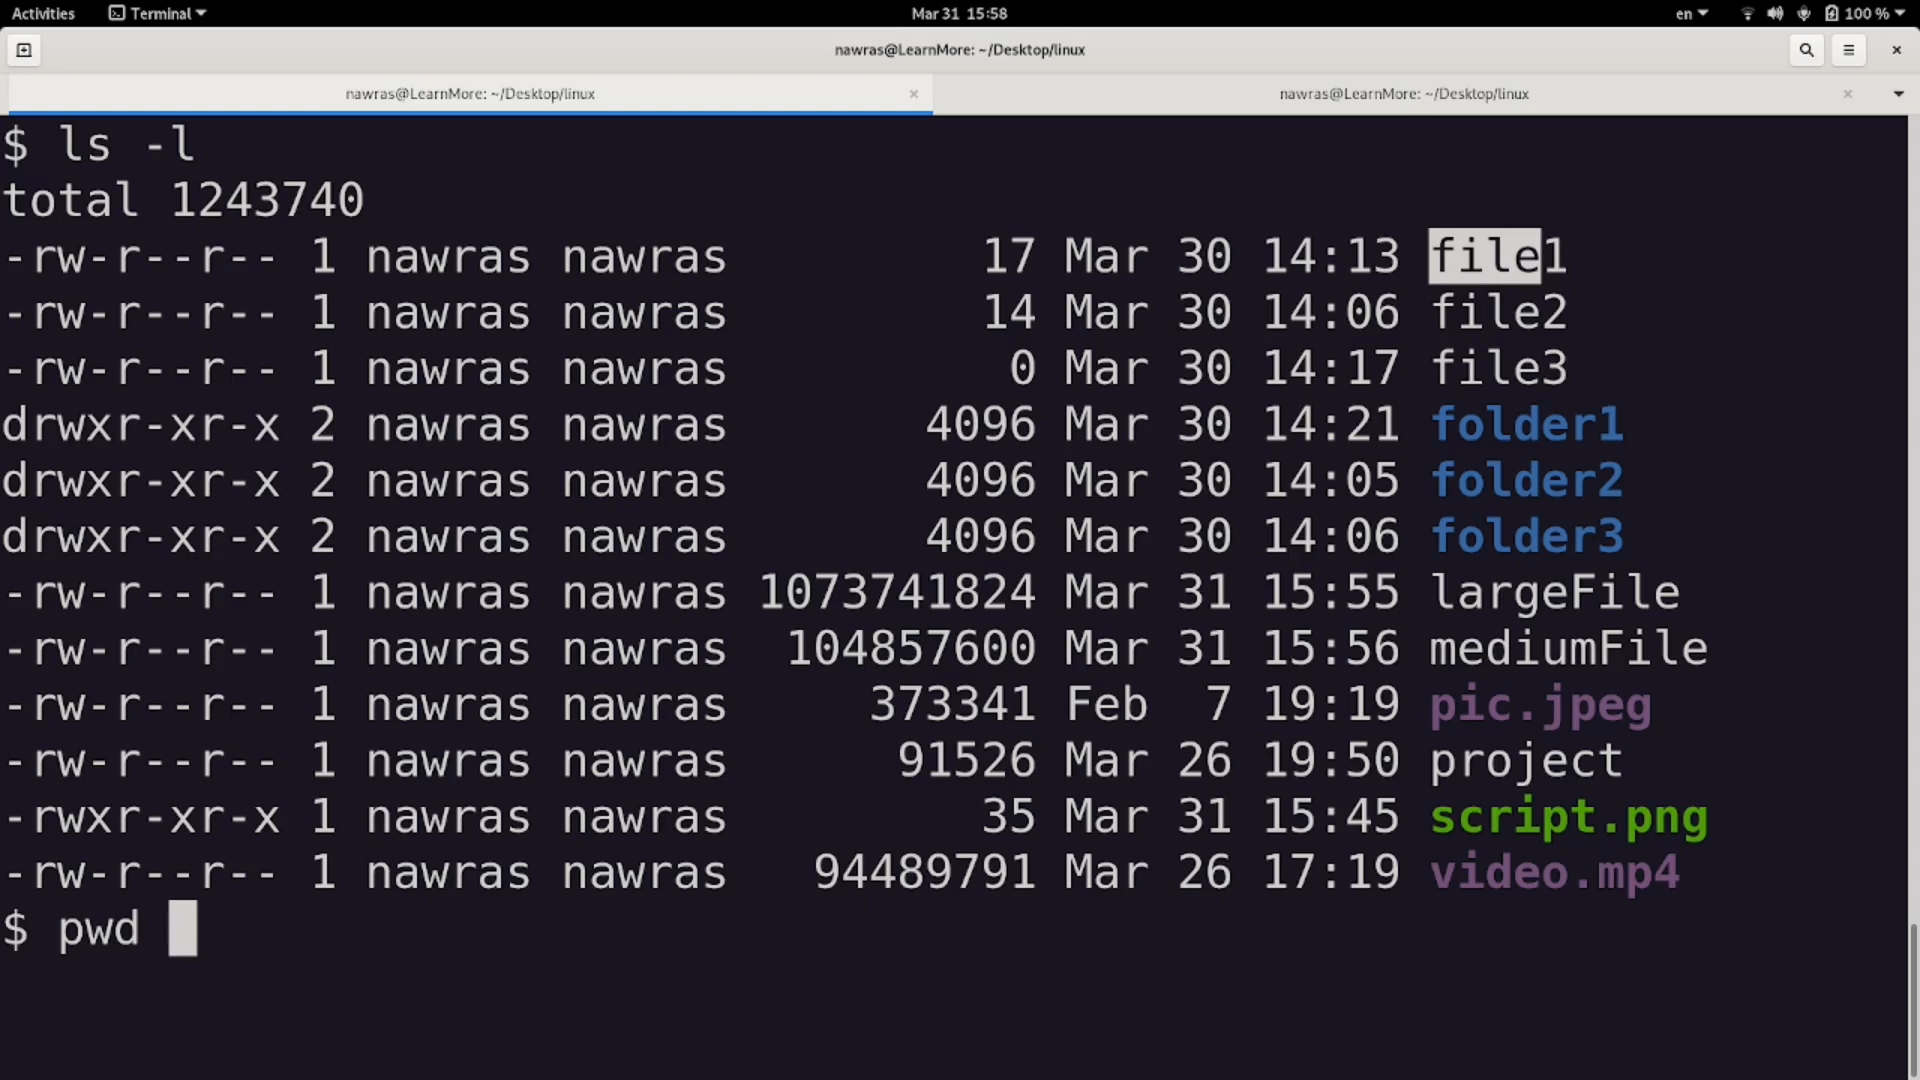 Activities Terminal Mar 31 15:58 en 100 %
nawras@LearnMore: ~/Desktop/linux
nawras@LearnMore: ~/Desktop/linux nawras@LearnMore: ~/Desktop/linux
$ ls -l
total 1243740
-rw-r--r-- 1 nawras nawras         17 Mar 30 14:13 file1
-rw-r--r-- 1 nawras nawras         14 Mar 30 14:06 file2
-rw-r--r-- 1 nawras nawras          0 Mar 30 14:17 file3
drwxr-xr-x 2 nawras nawras       4096 Mar 30 14:21 folder1
drwxr-xr-x 2 nawras nawras       4096 Mar 30 14:05 folder2
drwxr-xr-x 2 nawras nawras       4096 Mar 30 14:06 folder3
-rw-r--r-- 1 nawras nawras 1073741824 Mar 31 15:55 largeFile
-rw-r--r-- 1 nawras nawras  104857600 Mar 31 15:56 mediumFile
-rw-r--r-- 1 nawras nawras     373341 Feb  7 19:19 pic.jpeg
-rw-r--r-- 1 nawras nawras      91526 Mar 26 19:50 project
-rwxr-xr-x 1 nawras nawras         35 Mar 31 15:45 script.png
-rw-r--r-- 1 nawras nawras   94489791 Mar 26 17:19 video.mp4
$ pwd